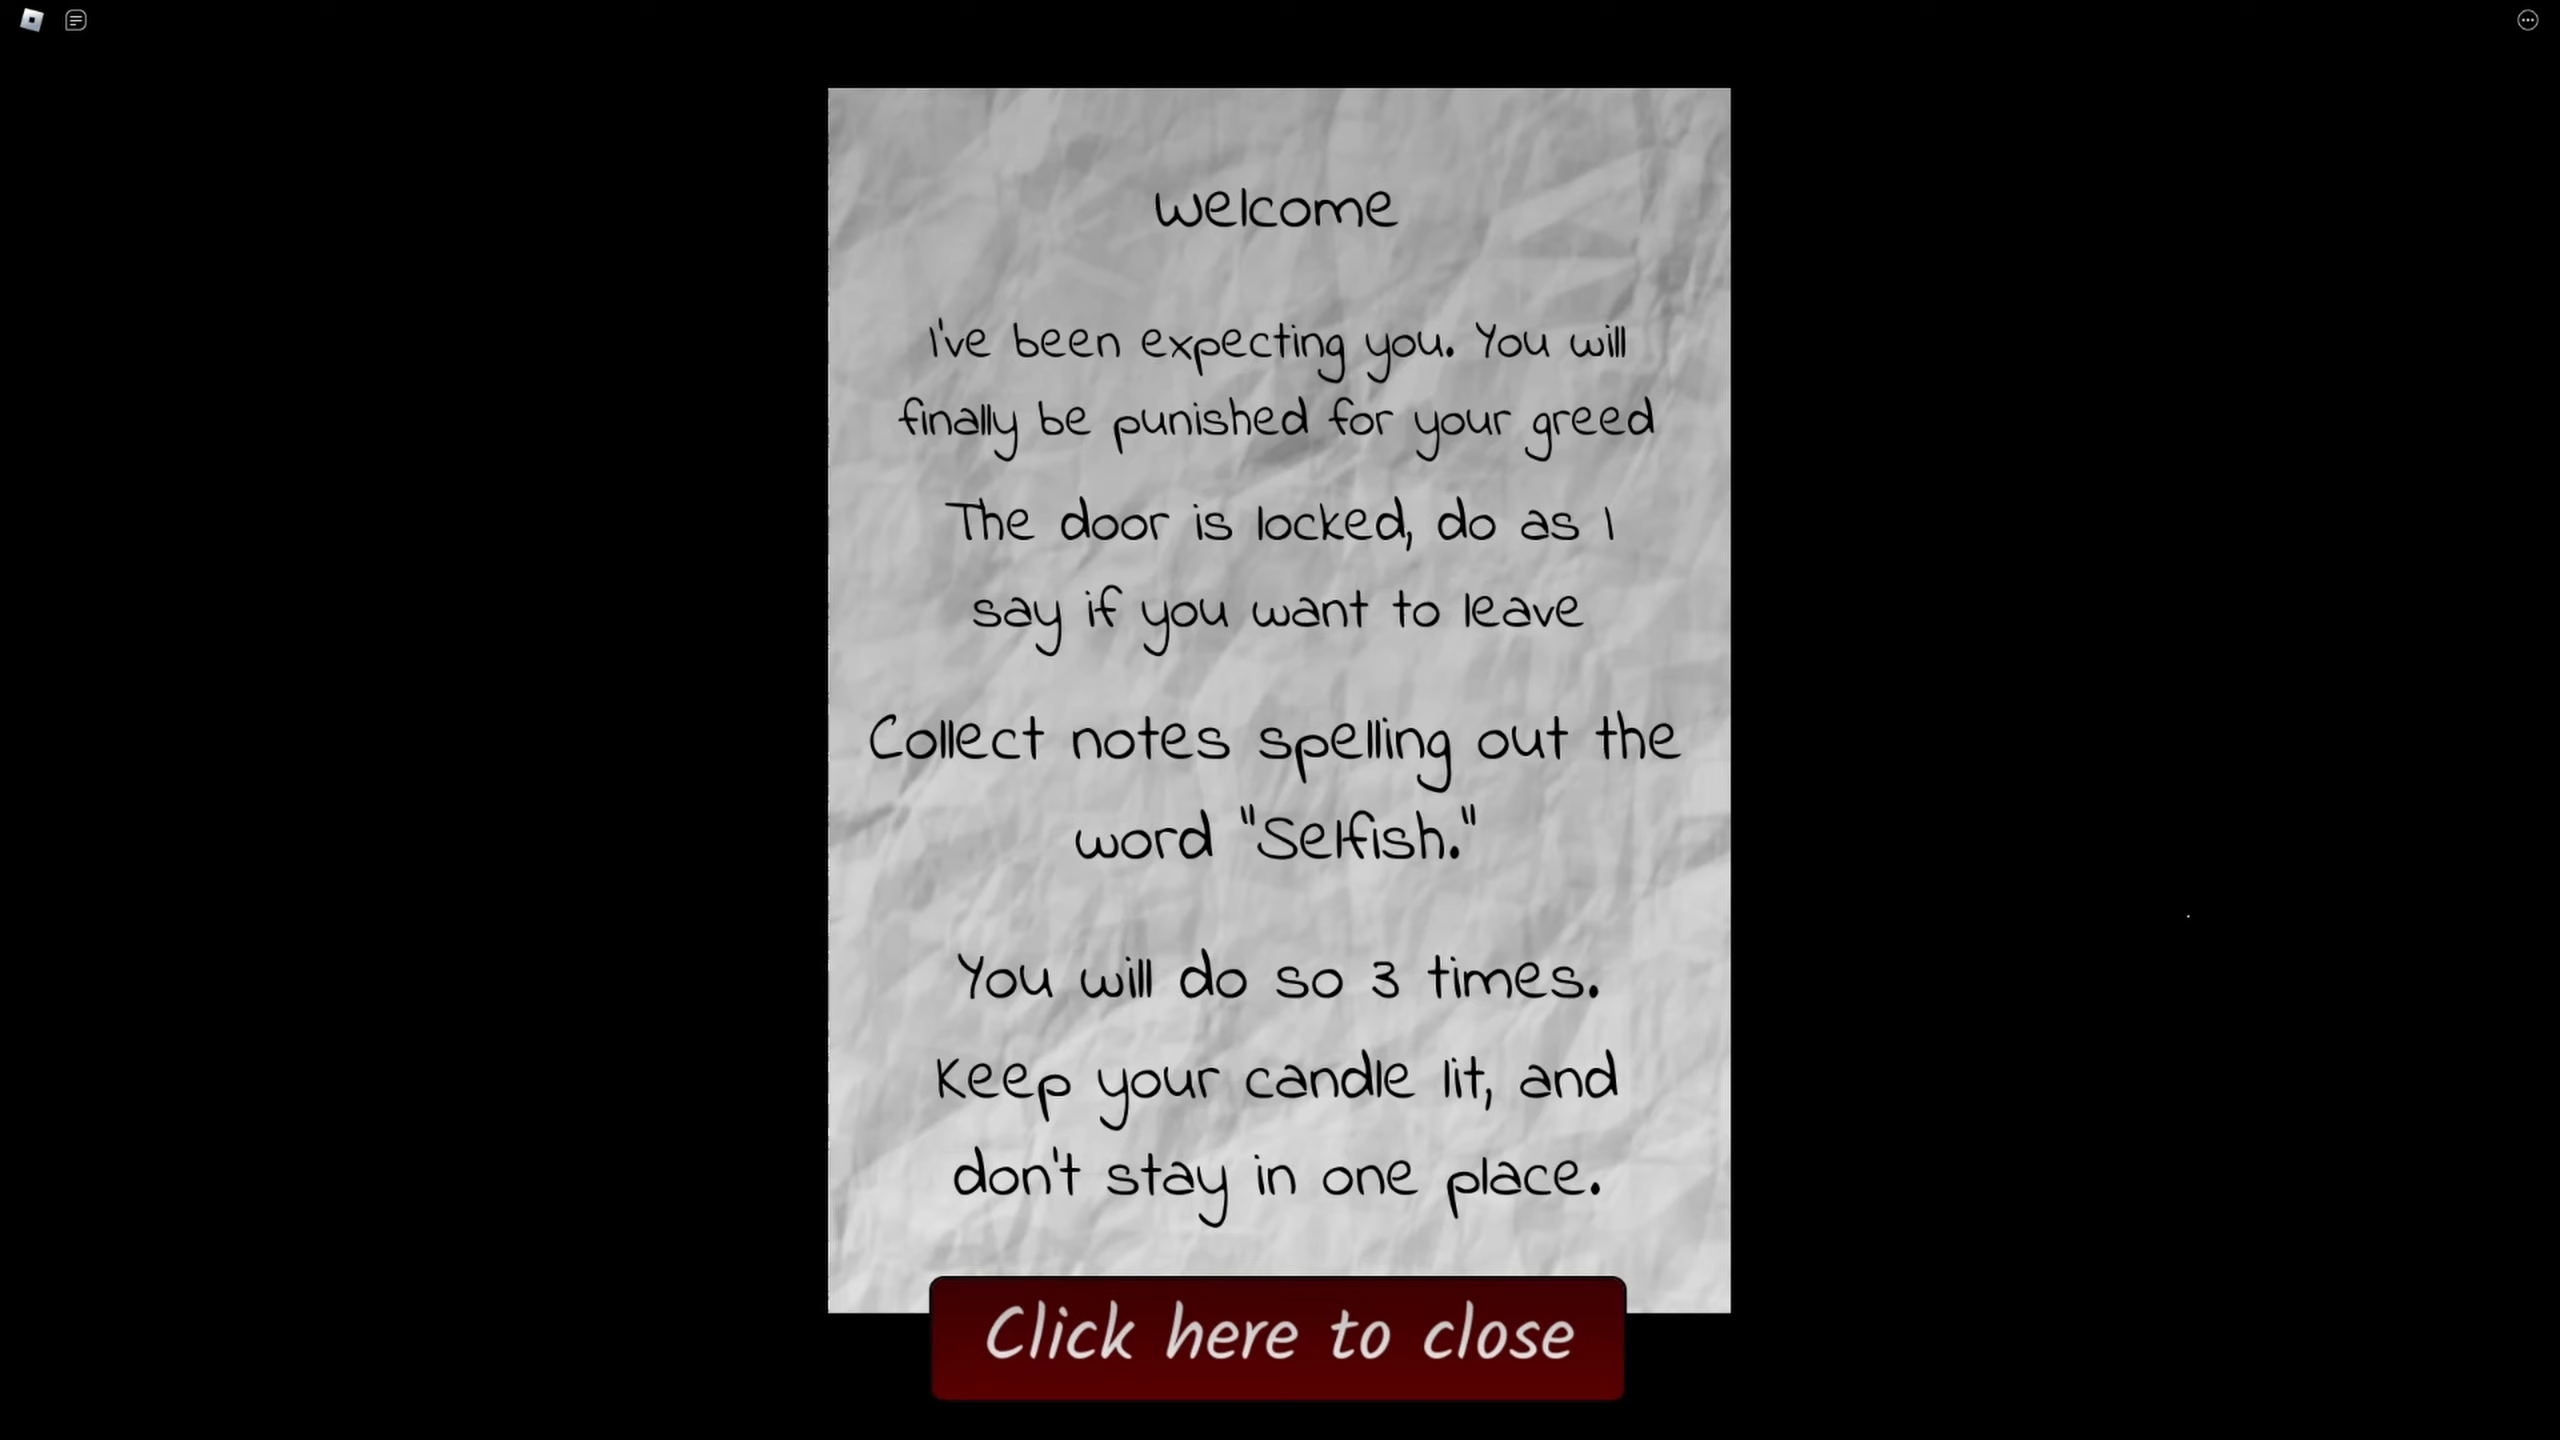 welcome
I've been expecting you. You will
finally be punished for your greed
The door is locked, do as I
say if you want to leave
Collect notes spelling out the
word "Selfish."
You will do so 3 times.
Keep your candle lit, and
don't stay in one place.
Click here to close